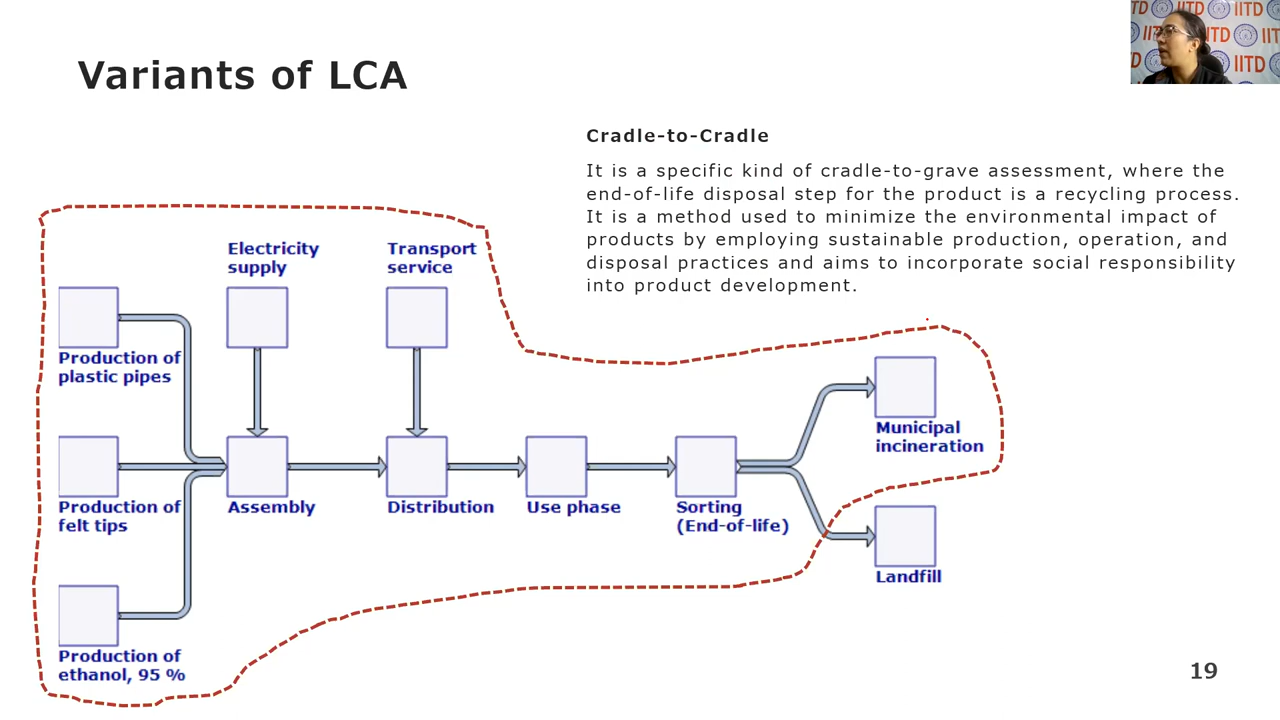 Variants of LCA
IITD
IITD
IITD
Cradle-to-Cradle
It is a specific kind of cradle-to-grave assessment, where the
end-of-life disposal step for the product is a recycling process.
It is a method used to minimize the environmental impact of
products by employing sustainable production, operation, and
disposal practices and aims to incorporate social responsibility
into product development.
Electricity
supply
Transport
service
Production of
plastic pipes
Municipal
incineration
Production of
felt tips
Assembly
Distribution
Use phase
Sorting
(End-of-life)
Landfill
Production of
ethanol, 95 %
19